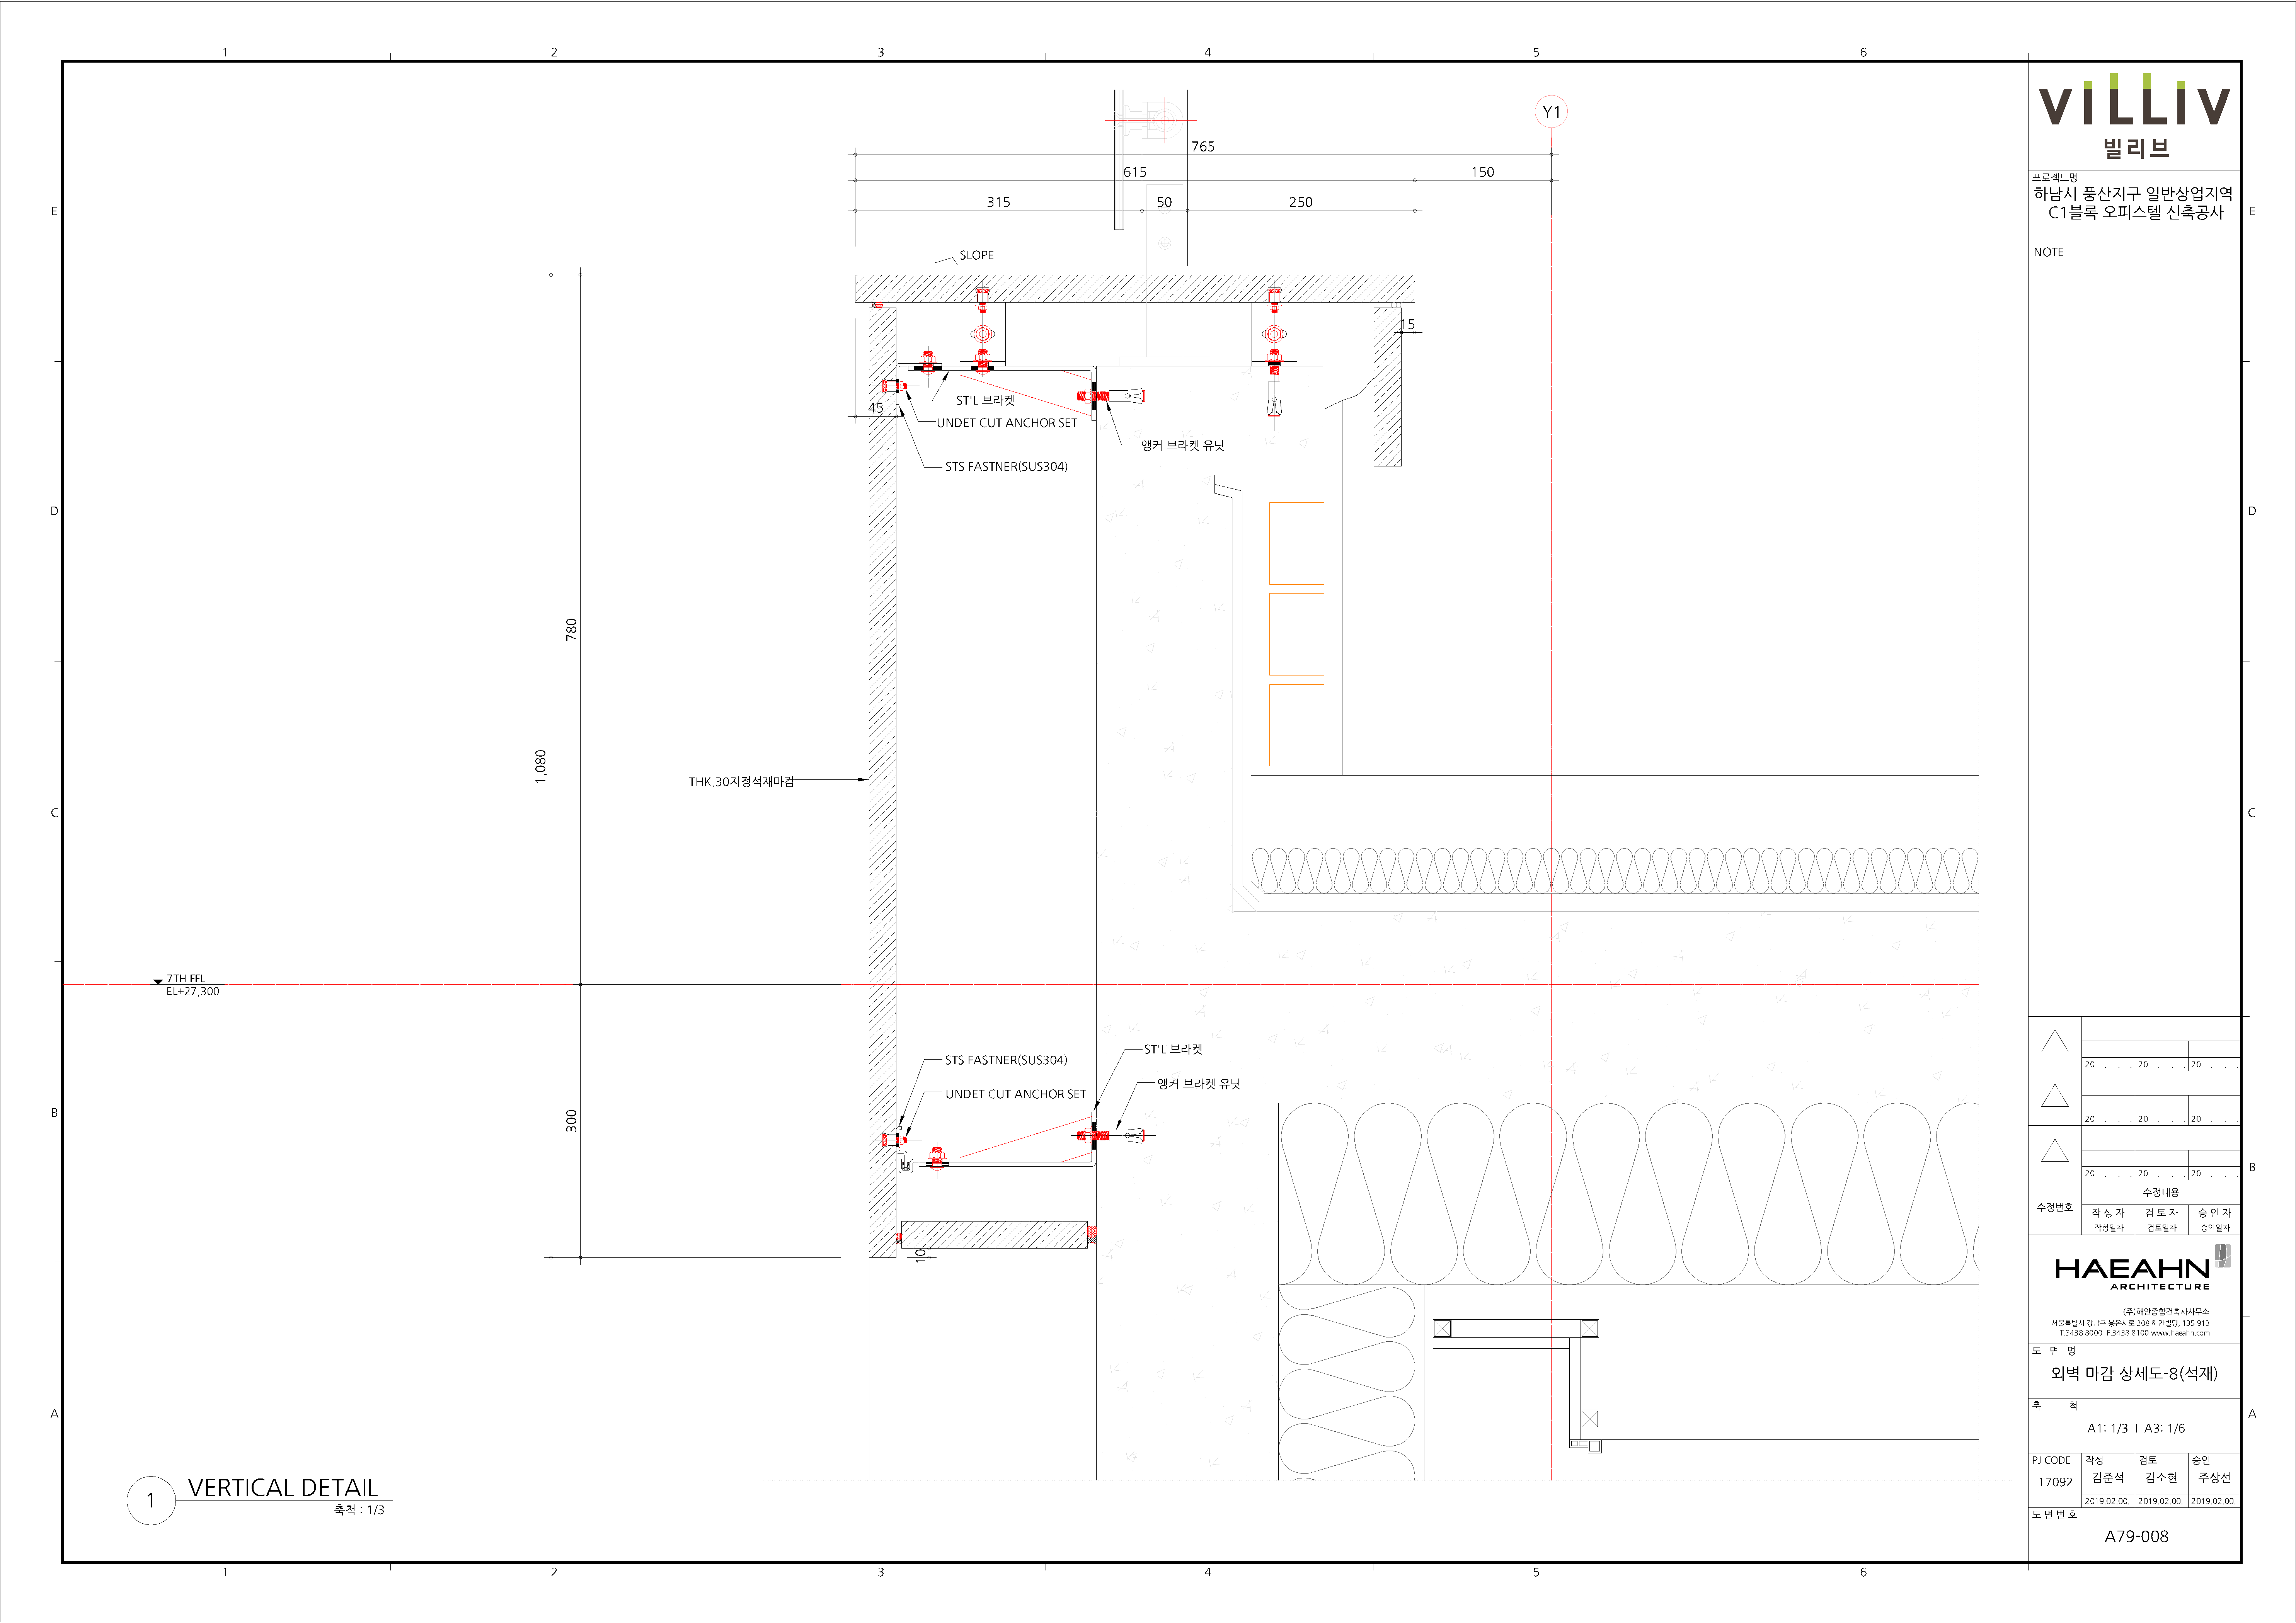 1 2 3 4 5 6
Y1
765
615 150
315 50 250
SLOPE
15
45
ST'L 브라켓
UNDET CUT ANCHOR SET
앵커 브라켓 유닛
STS FASTNER(SUS304)
780
1,080
THK.30지정석재마감
7TH FFL
EL+27,300
300
ST'L 브라켓
STS FASTNER(SUS304)
앵커 브라켓 유닛
UNDET CUT ANCHOR SET
10
1
VERTICAL DETAIL
축척 : 1/3
E
D
C
B
A
1 2 3 4 5 6
E
D
C
B
A
VILLIV
빌리브
프로젝트명
하남시 풍산지구 일반상업지역
C1블록 오피스텔 신축공사
NOTE
20 . . . 20 . . . 20 . . .
20 . . . 20 . . . 20 . . .
20 . . . 20 . . . 20 . . .
수정번호
수정내용
작 성 자 검 토 자 승 인 자
작성일자 검토일자 승인일자
HAEAHN
ARCHITECTURE
(주)해안종합건축사사무소
서울특별시 강남구 봉은사로 208 해안빌딩, 135-913
T.3438 8000 F.3438 8100 www.haeahn.com
도 면 명
외벽 마감 상세도-8(석재)
축 척
A1: 1/3 I A3: 1/6
PJ CODE 작성 검토 승인
17092 김준석 김소현 주상선
2019.02.00. 2019.02.00. 2019.02.00.
도 면 번 호
A79-008